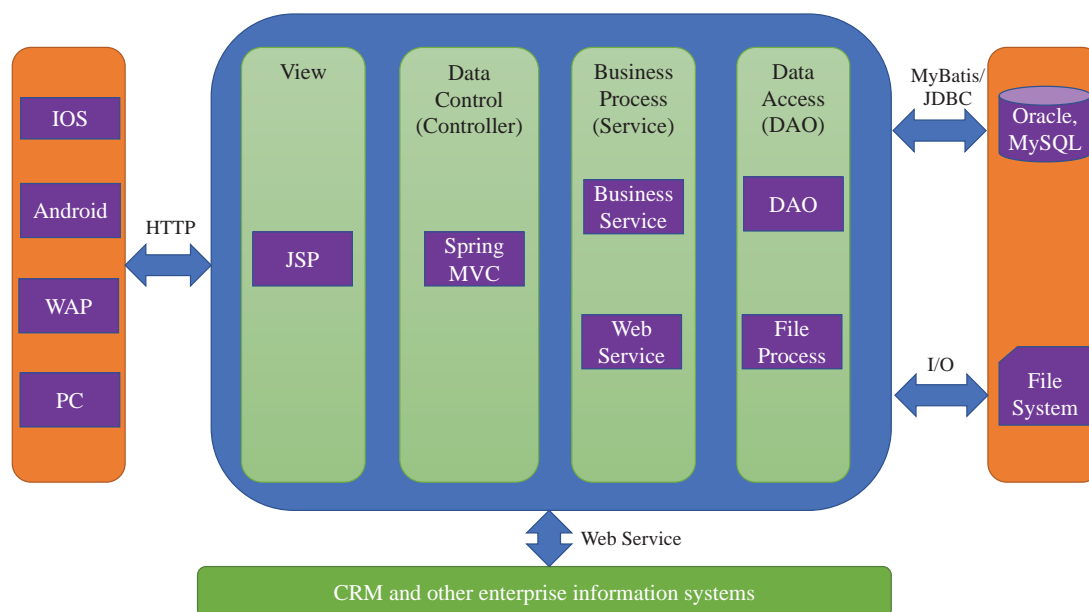 IOS
Android
WAP
PC
HTTP
View
JSP
Data
Control
(Controller)
Spring
MVC
Business
Process
(Service)
Business
Service
Web
Service
Data
Access
(DAO)
DAO
File
Process
MyBatis/
JDBC
Oracle,
MySQL
I/O
File
System
Web Service
CRM and other enterprise information systems